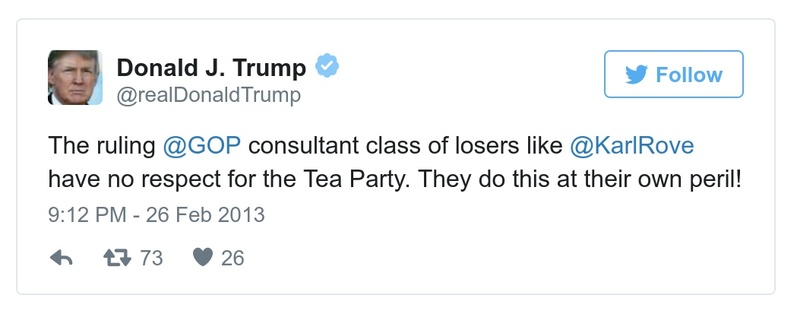 Donald J. Trump
@realDonaldTrump
Follow
The ruling @GOP consultant class of losers like @KarlRove
have no respect for the Tea Party. They do this at their own peril!
9:12 PM - 26 Feb 2013
73 26